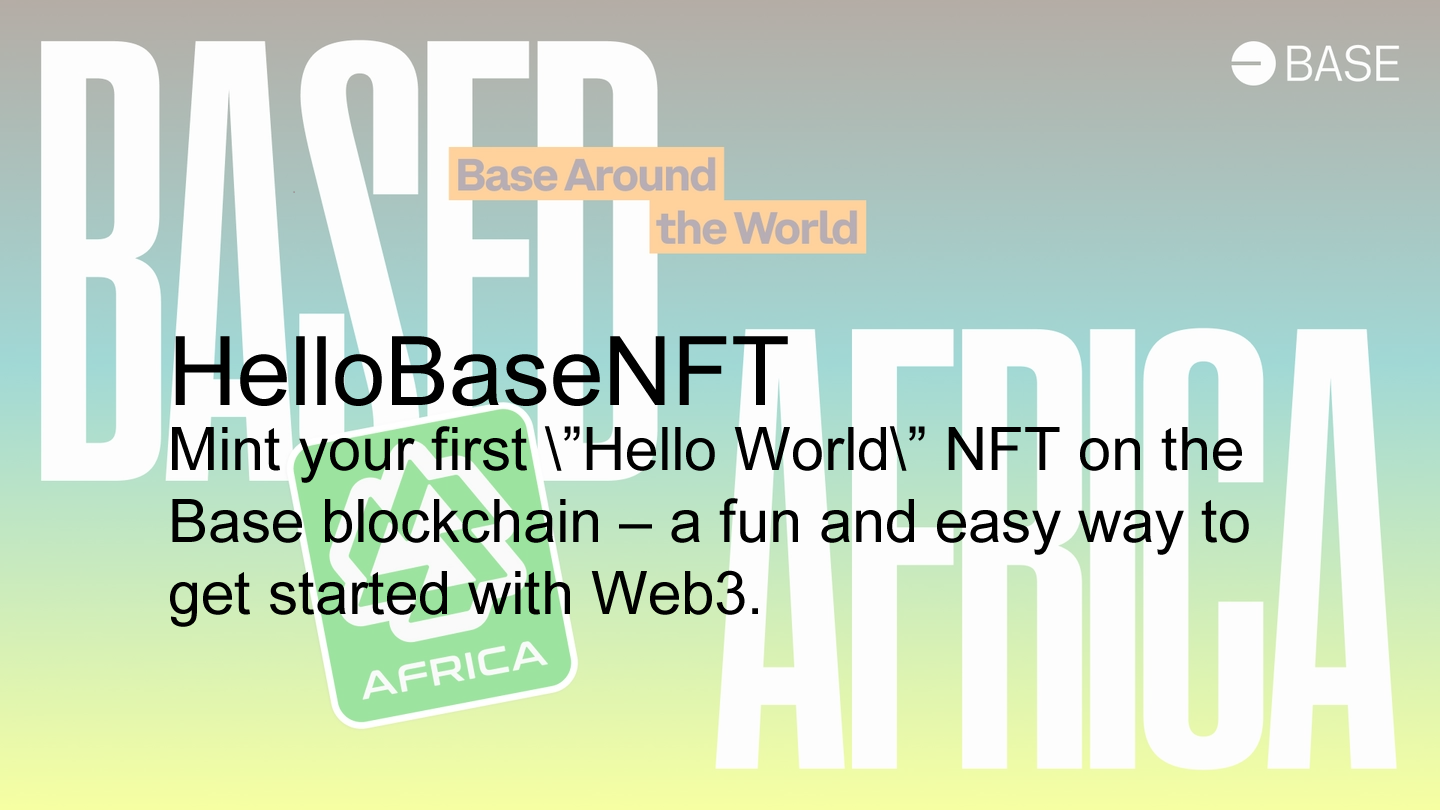 BASED
BASE
Base Around
the World
HelloBaseNFT
Mint your first \”Hello World\” NFT on the
Base blockchain – a fun and easy way to
get started with Web3.
AFRICA
AFRICA